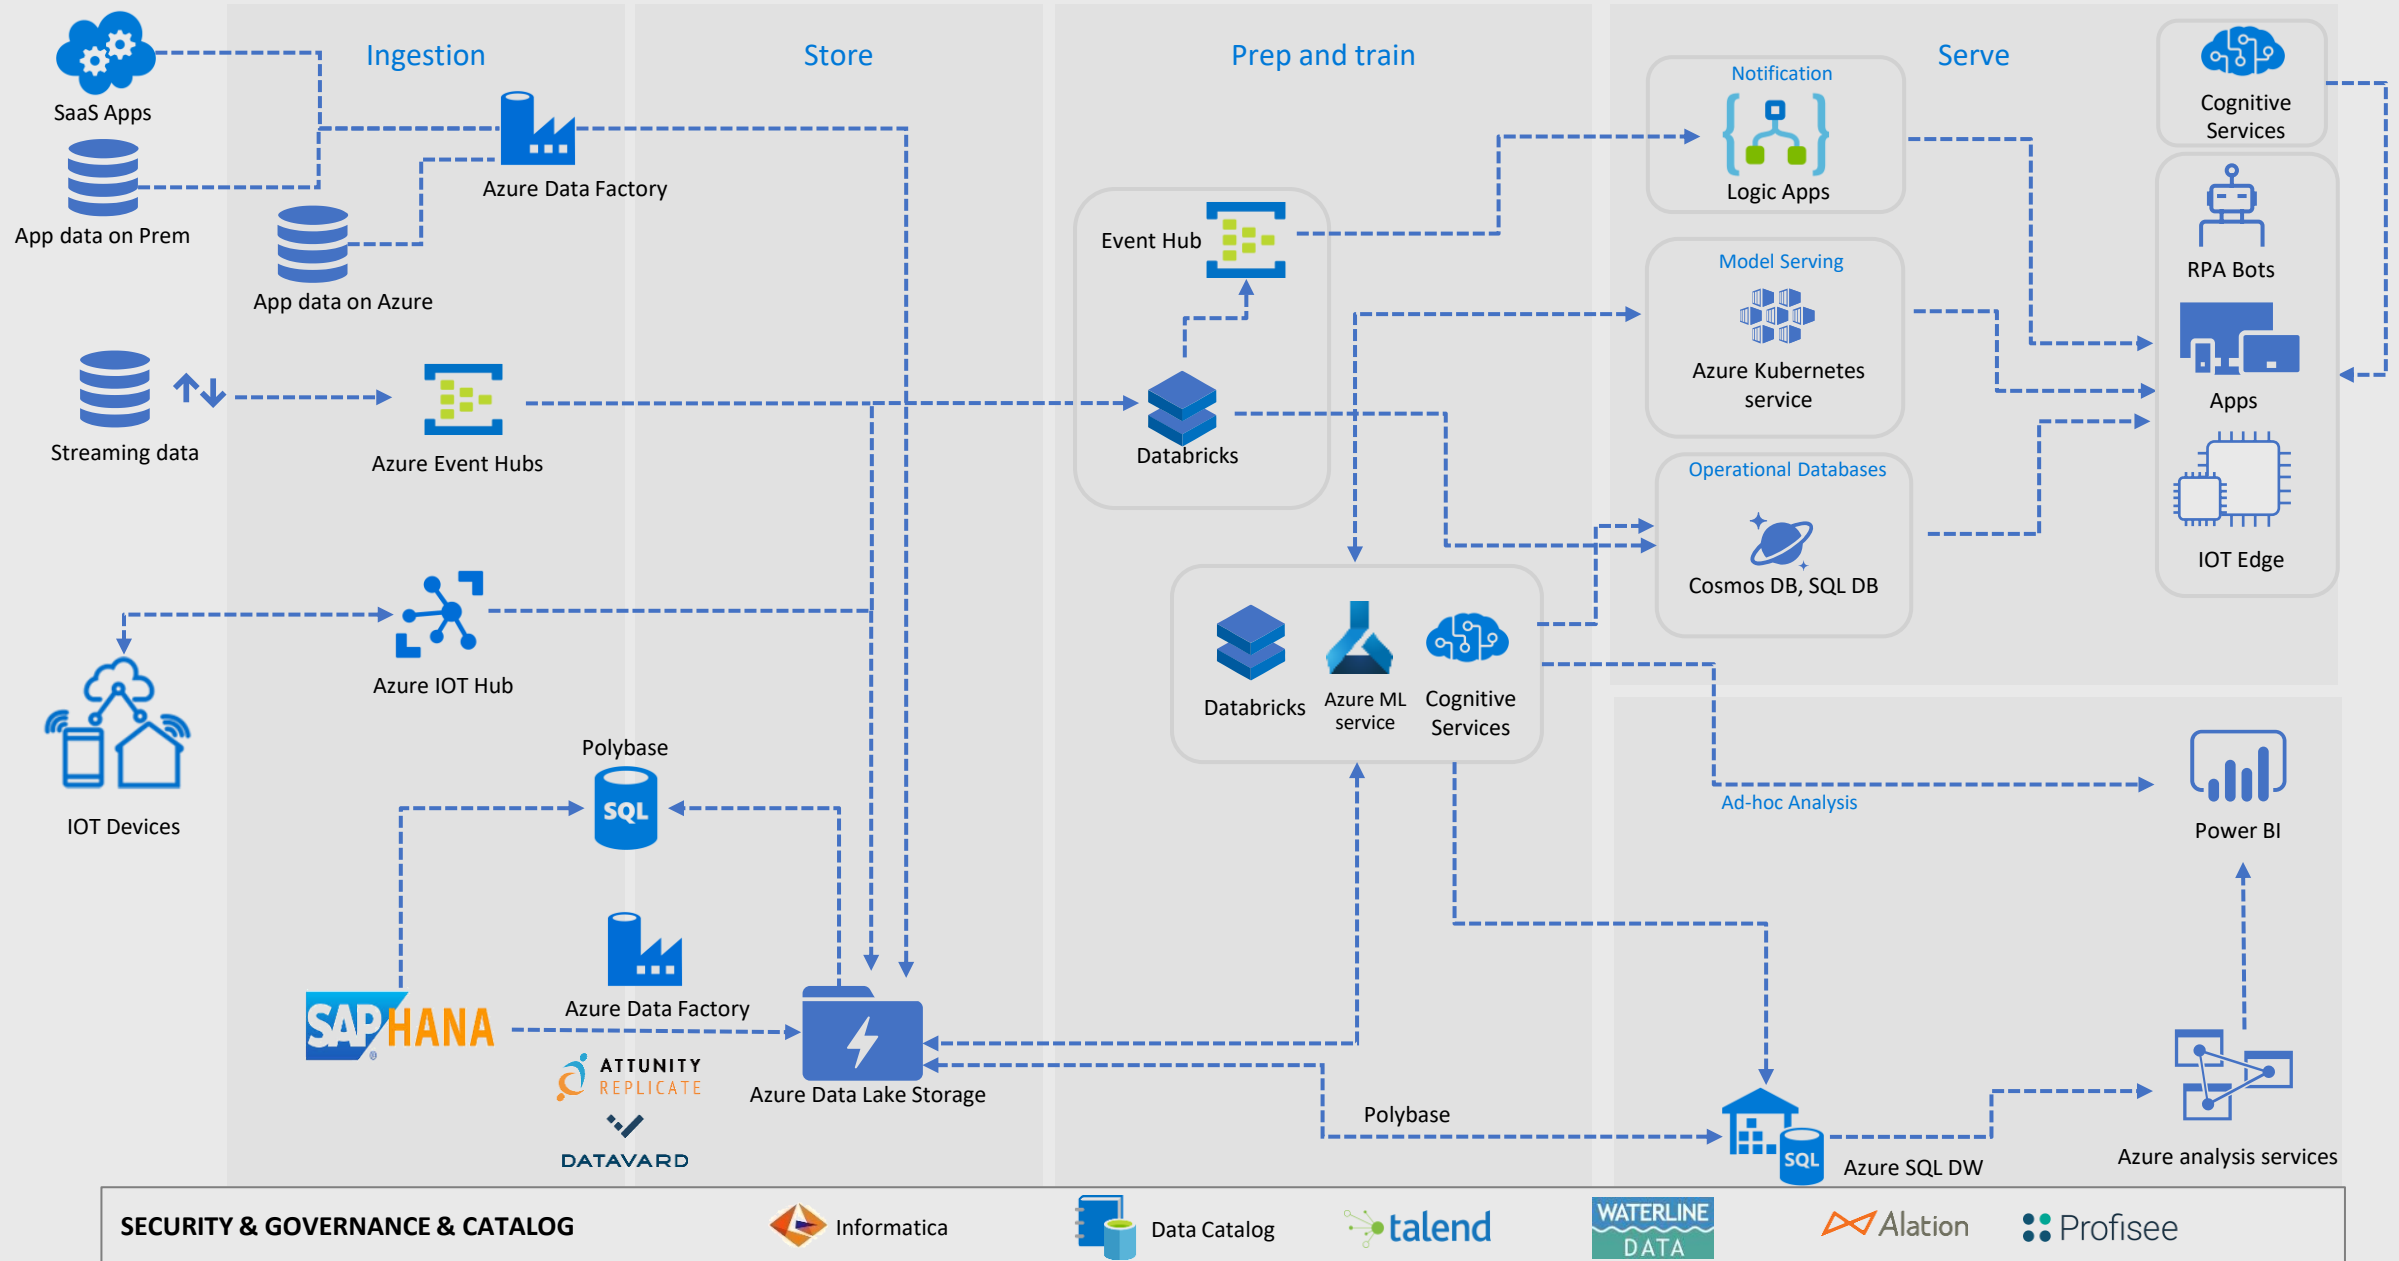 Ingestion
Store
Prep and train
Serve
SaaS Apps
App data on Prem
App data on Azure
Azure Data Factory
Streaming data
Azure Event Hubs
IOT Devices
Azure IOT Hub
Polybase
SQL
SAP HANA
®
Azure Data Factory
ATTUNITY
REPLICATE
DATAVARD
Azure Data Lake Storage
Event Hub
Databricks
Databricks
Azure ML
service
Cognitive
Services
Notification
Logic Apps
Model Serving
Azure Kubernetes
service
Operational Databases
Cosmos DB, SQL DB
Cognitive
Services
RPA Bots
Apps
IOT Edge
Ad-hoc Analysis
Power BI
Polybase
SQL
Azure SQL DW
Azure analysis services
SECURITY & GOVERNANCE & CATALOG
Informatica
Data Catalog
talend
WATERLINE
DATA
Alation
Profisee